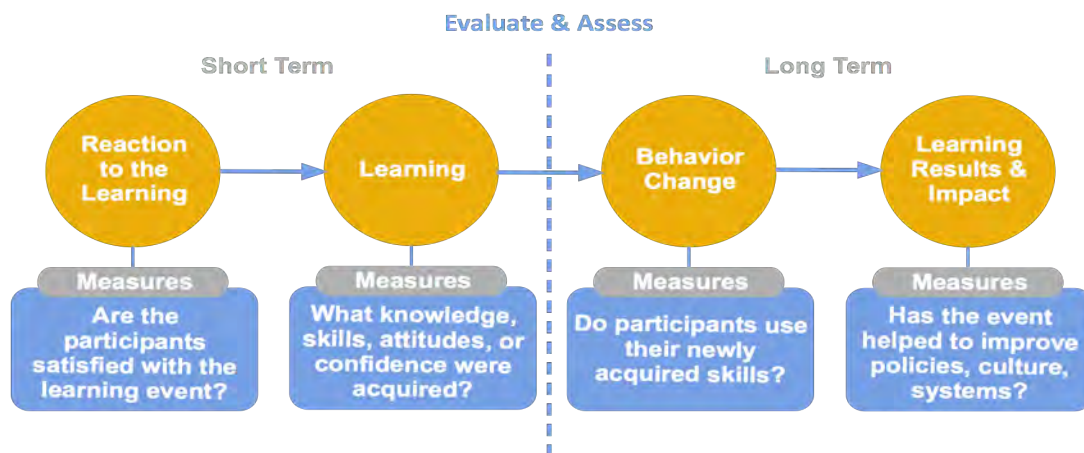 Evaluate & Assess
Short Term
Long Term
Reaction
to the
Learning
Learning
Behavior
Change
Learning
Results &
Impact
Measures
Are the
participants
satisfied with the
learning event?
Measures
What knowledge,
skills, attitudes, or
confidence were
acquired?
Measures
Do participants use
their newly
acquired skills?
Measures
Has the event
helped to improve
policies, culture,
systems?